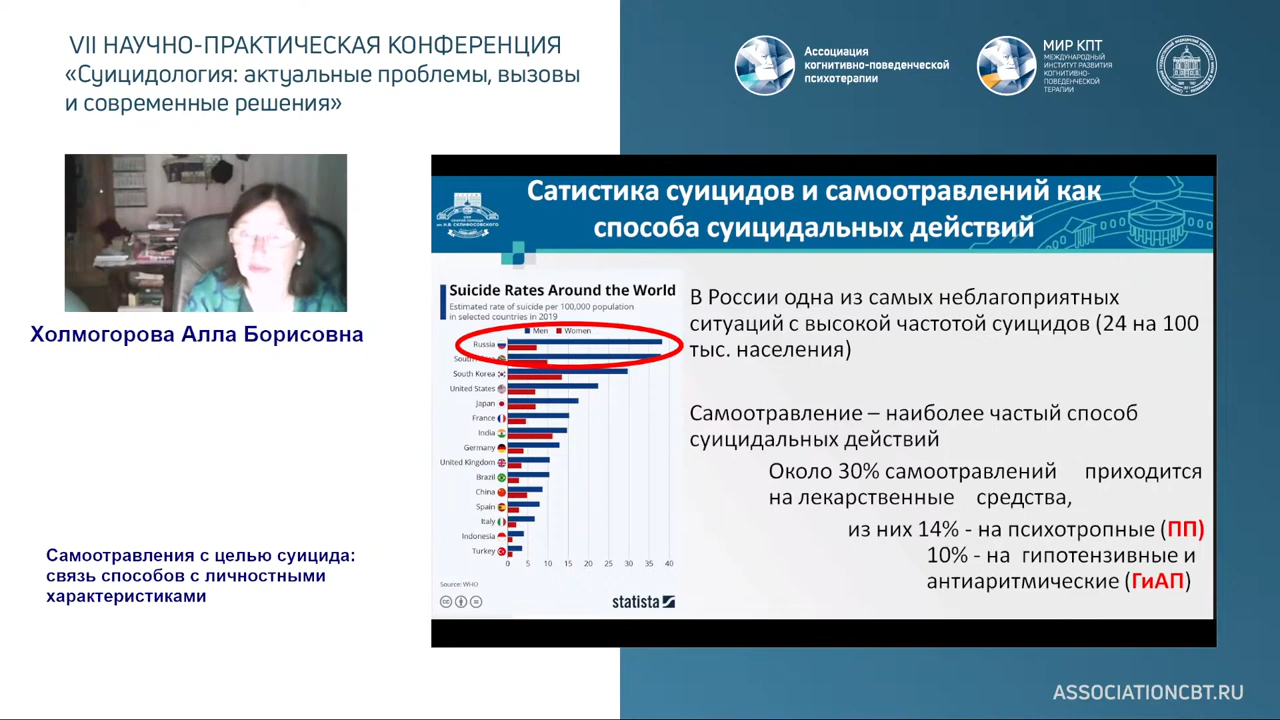 VII НАУЧНО-ПРАКТИЧЕСКАЯ КОНФЕРЕНЦИЯ
«Суицидология: актуальные проблемы, вызовы
и современные решения»
Ассоциация
когнитивно-поведенческой
психотерапии
МИР КПТ
МЕЖДУНАРОДНЫЙ
ИНСТИТУТ РАЗВИТИЯ
КОГНИТИВНО-
ПОВЕДЕНЧЕСКОЙ
ТЕРАПИИ
Холмогорова Алла Борисовна
Самоотравления с целью суицида:
связь способов с личностными
характеристиками
Сатистика суицидов и самоотравлений как
способа суицидальных действий
им. Н.В. СКЛИФОСОВСКОГО
Suicide Rates Around the World
Estimated rate of suicide per 100,000 population
in selected countries in 2019
Men Women
Russia
South
South Korea
United States
Japan
France
India
Germany
United Kingdom
Brazil
China
Spain
Italy
Indonesia
Turkey
0 5 10 15 20 25 30 35 40
Source: WHO
statista
В России одна из самых неблагоприятных
ситуаций с высокой частотой суицидов (24 на 100
тыс. населения)
Самоотравление – наиболее частый способ
суицидальных действий
Около 30% самоотравлений приходится
на лекарственные средства,
из них 14% - на психотропные (ПП)
10% - на гипотензивные и
антиаритмические (ГиАП)
ASSOCIATIONCBT.RU